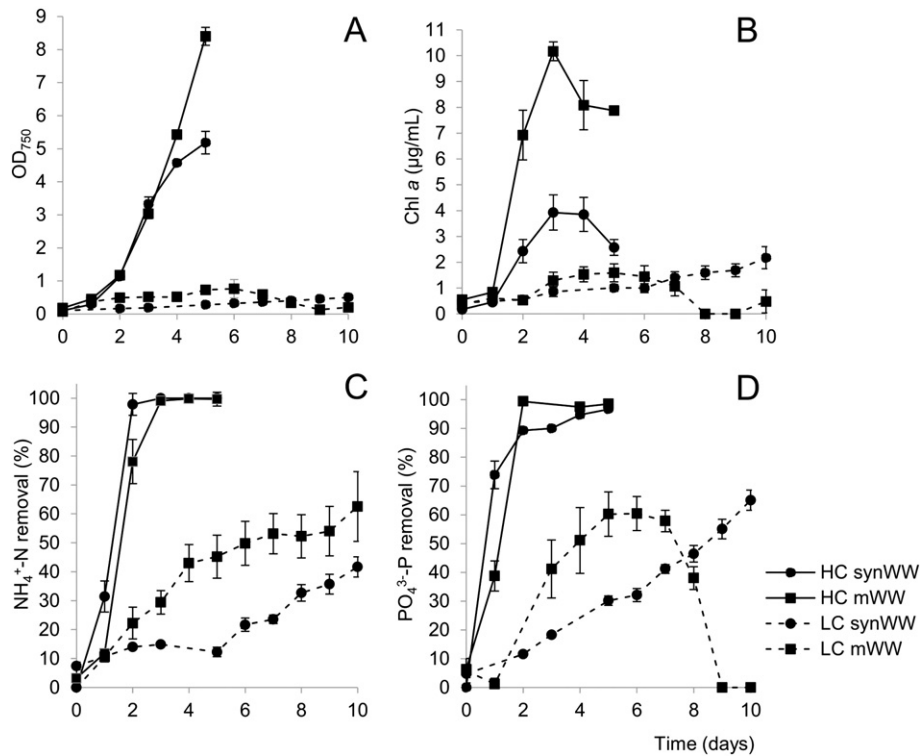 A
OD750
9
8
7
6
5
4
3
2
1
0
0 2 4 6 8 10
B
Chl a (µg/mL)
11
10
9
8
7
6
5
4
3
2
1
0
0 2 4 6 8 10
C
NH4+-N removal (%)
100
90
80
70
60
50
40
30
20
10
0
0 2 4 6 8 10
D
PO43--P removal (%)
100
90
80
70
60
50
40
30
20
10
0
0 2 4 6 8 10
HC synWW
HC mWW
LC synWW
LC mWW
Time (days)